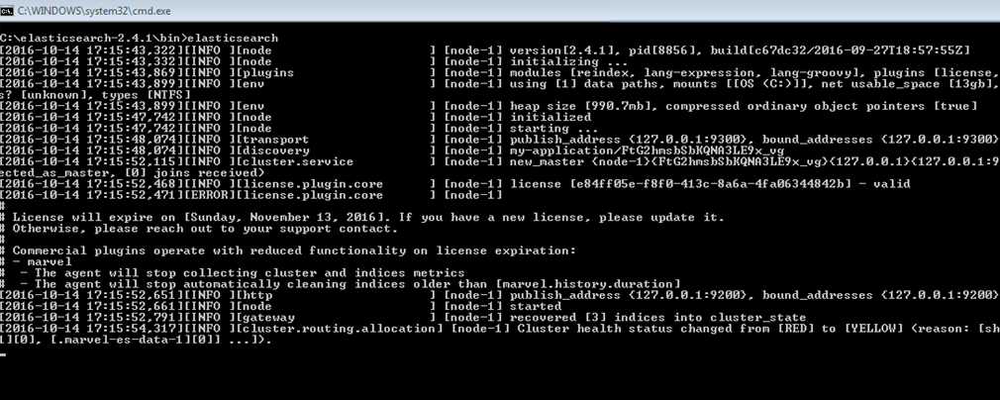 C:\WINDOWS\system32\cmd.exe
C:\elasticsearch-2.4.1\bin>elasticsearch
[2016-10-14 17:15:43,322][INFO ][node                     ] [node-1] version[2.4.1], pid[8856], build[c67dc32/2016-09-27T18:57:55Z]
[2016-10-14 17:15:43,332][INFO ][node                     ] [node-1] initializing ...
[2016-10-14 17:15:43,869][INFO ][plugins                  ] [node-1] modules [reindex, lang-expression, lang-groovy], plugins [license,
[2016-10-14 17:15:43,899][INFO ][env                      ] [node-1] using [1] data paths, mounts [[OS (C:)]], net usable_space [13gb],
s? [unknown], types [NTFS]
[2016-10-14 17:15:43,899][INFO ][env                      ] [node-1] heap size [990.7mb], compressed ordinary object pointers [true]
[2016-10-14 17:15:47,742][INFO ][node                     ] [node-1] initialized
[2016-10-14 17:15:47,742][INFO ][node                     ] [node-1] starting ...
[2016-10-14 17:15:48,074][INFO ][transport                ] [node-1] publish_address {127.0.0.1:9300}, bound_addresses {127.0.0.1:9300}
[2016-10-14 17:15:48,084][INFO ][discovery                ] [node-1] my-application/FtG2hmsbSbKQNA3LE9x_vg
[2016-10-14 17:15:52,115][INFO ][cluster.service          ] [node-1] new_master {node-1}{FtG2hmsbSbKQNA3LE9x_vg}{127.0.0.1}{127.0.0.1:9
ected_as_master, [0] joins received)
[2016-10-14 17:15:52,468][INFO ][license.plugin.core      ] [node-1] license [e84ff05e-f8f0-413c-8a6a-4fa06344842b] - valid
[2016-10-14 17:15:52,471][ERROR][license.plugin.core      ] [node-1]
#
# License will expire on [Sunday, November 13, 2016]. If you have a new license, please update it.
# Otherwise, please reach out to your support contact.
#
# Commercial plugins operate with reduced functionality on license expiration:
# - marvel
#  - The agent will stop collecting cluster and indices metrics
#  - The agent will stop automatically cleaning indices older than [marvel.history.duration]
[2016-10-14 17:15:52,651][INFO ][http                     ] [node-1] publish_address {127.0.0.1:9200}, bound_addresses {127.0.0.1:9200}
[2016-10-14 17:15:52,661][INFO ][node                     ] [node-1] started
[2016-10-14 17:15:52,791][INFO ][gateway                  ] [node-1] recovered [3] indices into cluster_state
[2016-10-14 17:15:54,317][INFO ][cluster.routing.allocation] [node-1] Cluster health status changed from [RED] to [YELLOW] (reason: [sh
1][0], [.marvel-es-data-1][0]] ...]).